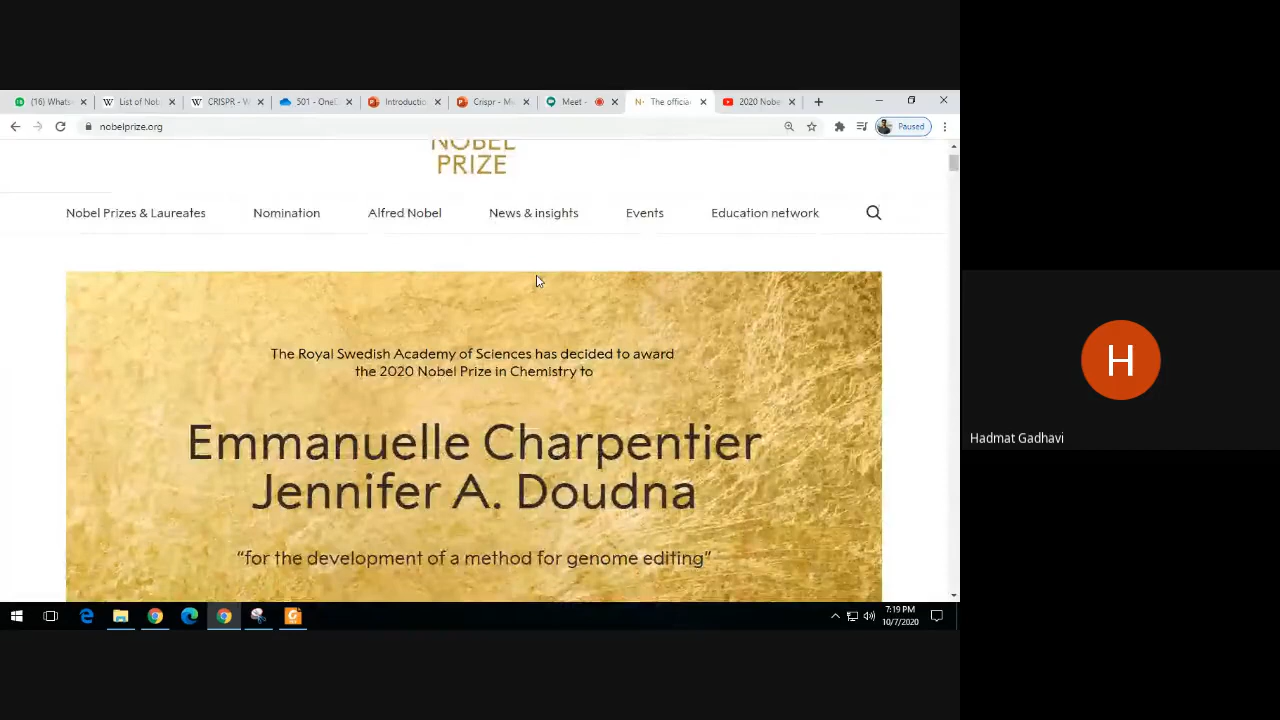 (16) Whats
List of Nob
CRISPR - W
501 - OneD
Introductio
Crispr - Mi
Meet -
The officia
2020 Nobe
nobelprize.org
Paused
NOBEL
PRIZE
Nobel Prizes & Laureates
Nomination
Alfred Nobel
News & insights
Events
Education network
The Royal Swedish Academy of Sciences has decided to award
the 2020 Nobel Prize in Chemistry to
Emmanuelle Charpentier
Jennifer A. Doudna
“for the development of a method for genome editing”
H
Hadmat Gadhavi
7:19 PM
10/7/2020